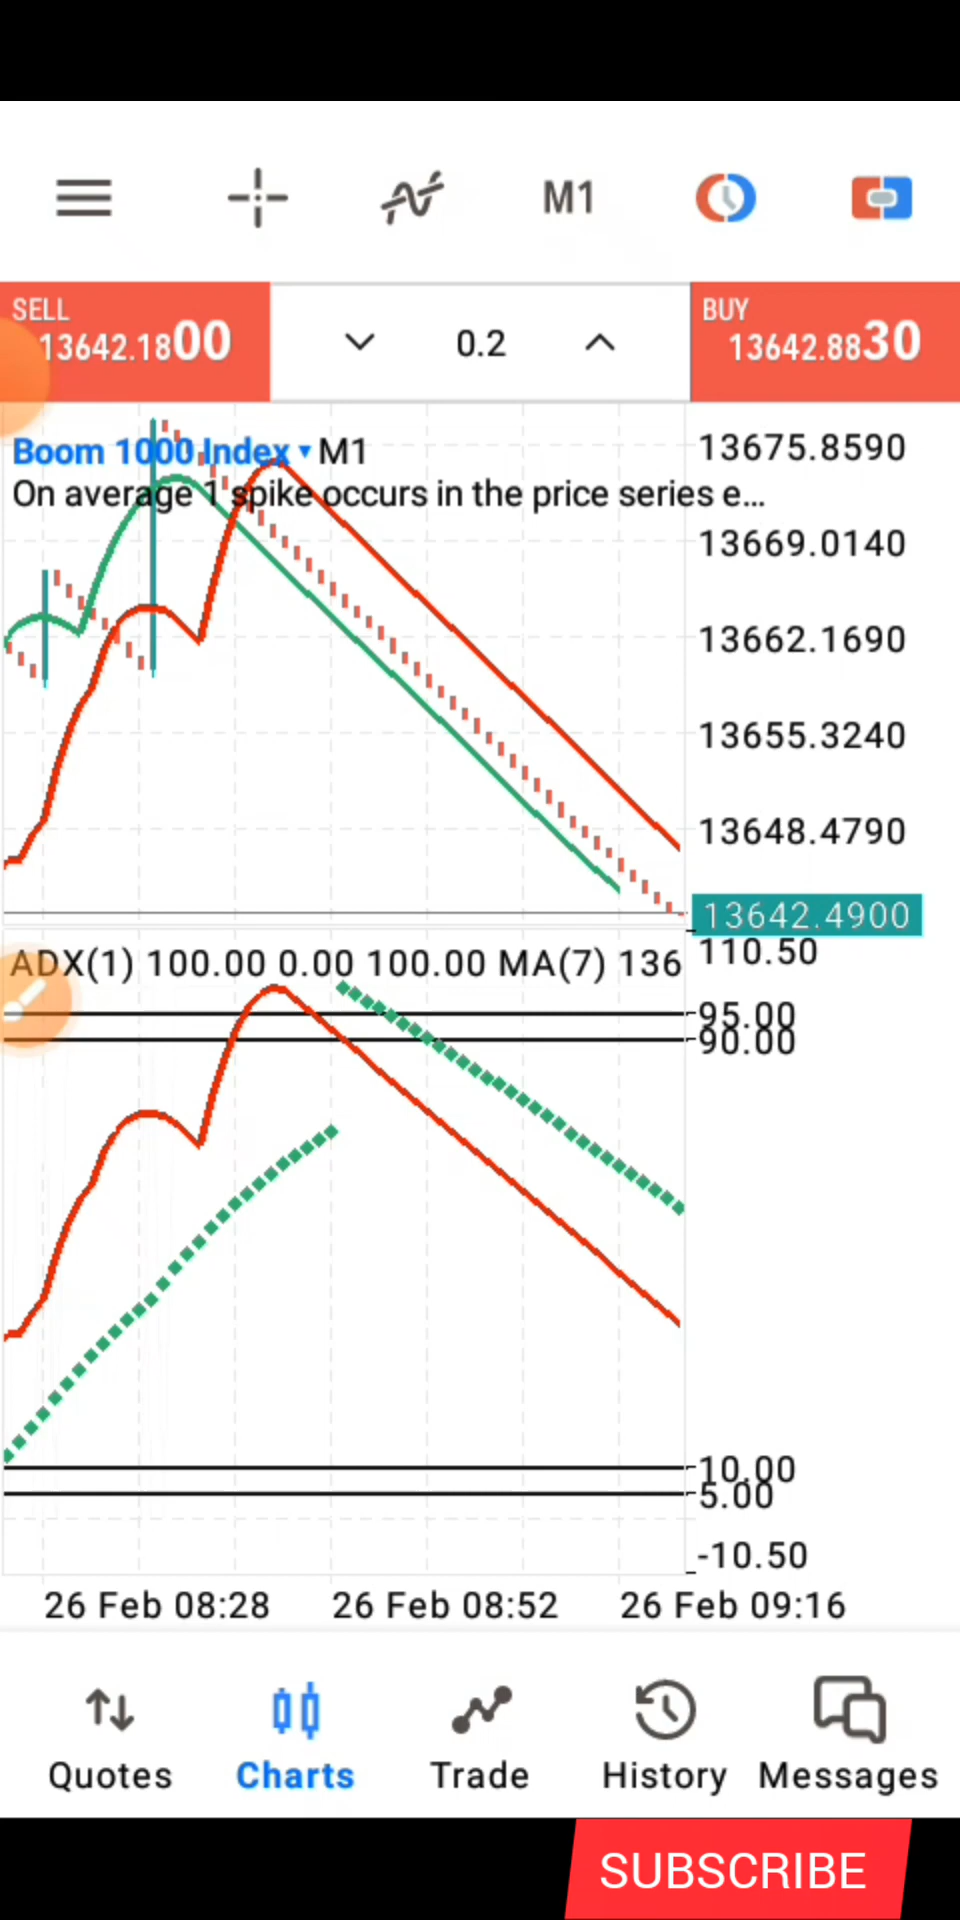 M1
SELL
13642.1800
0.2
BUY
13642.8830
Boom 1000 Index ▾ M1
On average 1 spike occurs in the price series e...
13675.8590
13669.0140
13662.1690
13655.3240
13648.4790
13642.4900
ADX(1) 100.00 0.00 100.00 MA(7) 136
110.50
95.00
90.00
10.00
5.00
-10.50
26 Feb 08:28
26 Feb 08:52
26 Feb 09:16
Quotes
Charts
Trade
History
Messages
SUBSCRIBE